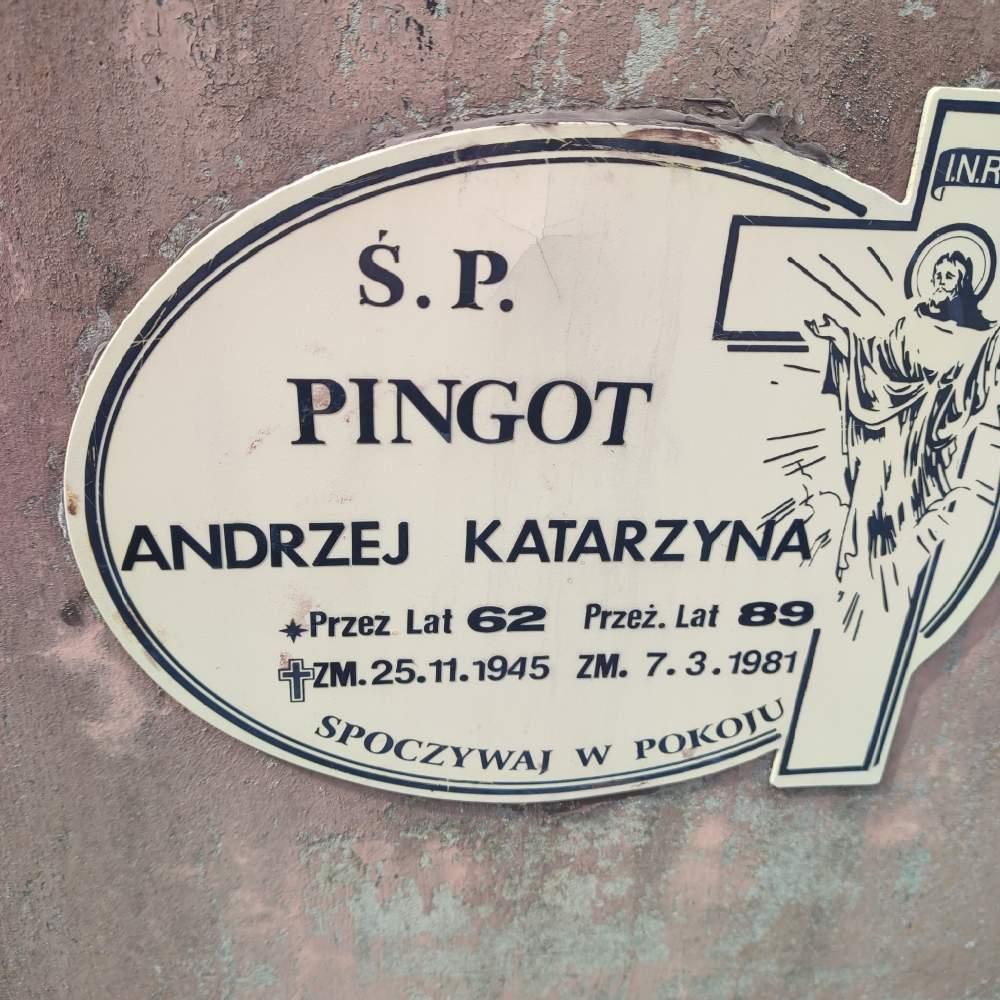 I.N.R
Ś. P.
PINGOT
ANDRZEJ KATARZYNA
Przez Lat 62 Przeż. Lat 89
ZM. 25.11.1945 ZM. 7.3.1981
SPOCZYWAJ W POKOJU